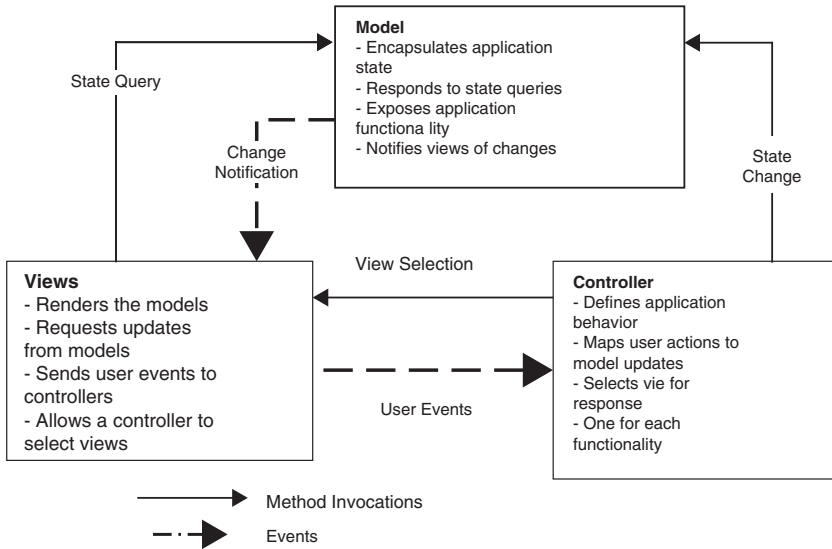 Model
- Encapsulates application
state
- Responds to state queries
- Exposes application
functiona lity
- Notifies views of changes
State Query
Change
Notification
State
Change
Views
- Renders the models
- Requests updates
from models
- Sends user events to
controllers
- Allows a controller to
select views
View Selection
User Events
Controller
- Defines application
behavior
- Maps user actions to
model updates
- Selects vie for
response
- One for each
functionality
Method Invocations
Events